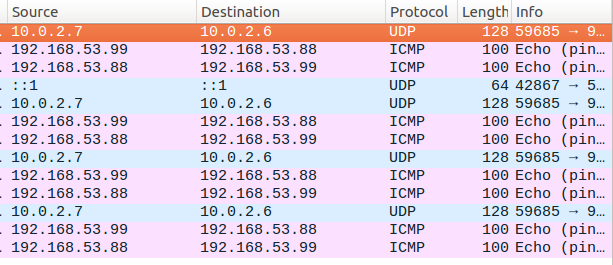 Source Destination Protocol Length Info
10.0.2.7 10.0.2.6 UDP 128 59685 → 9…
192.168.53.99 192.168.53.88 ICMP 100 Echo (pin…
192.168.53.88 192.168.53.99 ICMP 100 Echo (pin…
::1 ::1 UDP 64 42867 → 5…
10.0.2.7 10.0.2.6 UDP 128 59685 → 9…
192.168.53.99 192.168.53.88 ICMP 100 Echo (pin…
192.168.53.88 192.168.53.99 ICMP 100 Echo (pin…
10.0.2.7 10.0.2.6 UDP 128 59685 → 9…
192.168.53.99 192.168.53.88 ICMP 100 Echo (pin…
192.168.53.88 192.168.53.99 ICMP 100 Echo (pin…
10.0.2.7 10.0.2.6 UDP 128 59685 → 9…
192.168.53.99 192.168.53.88 ICMP 100 Echo (pin…
192.168.53.88 192.168.53.99 ICMP 100 Echo (pin…